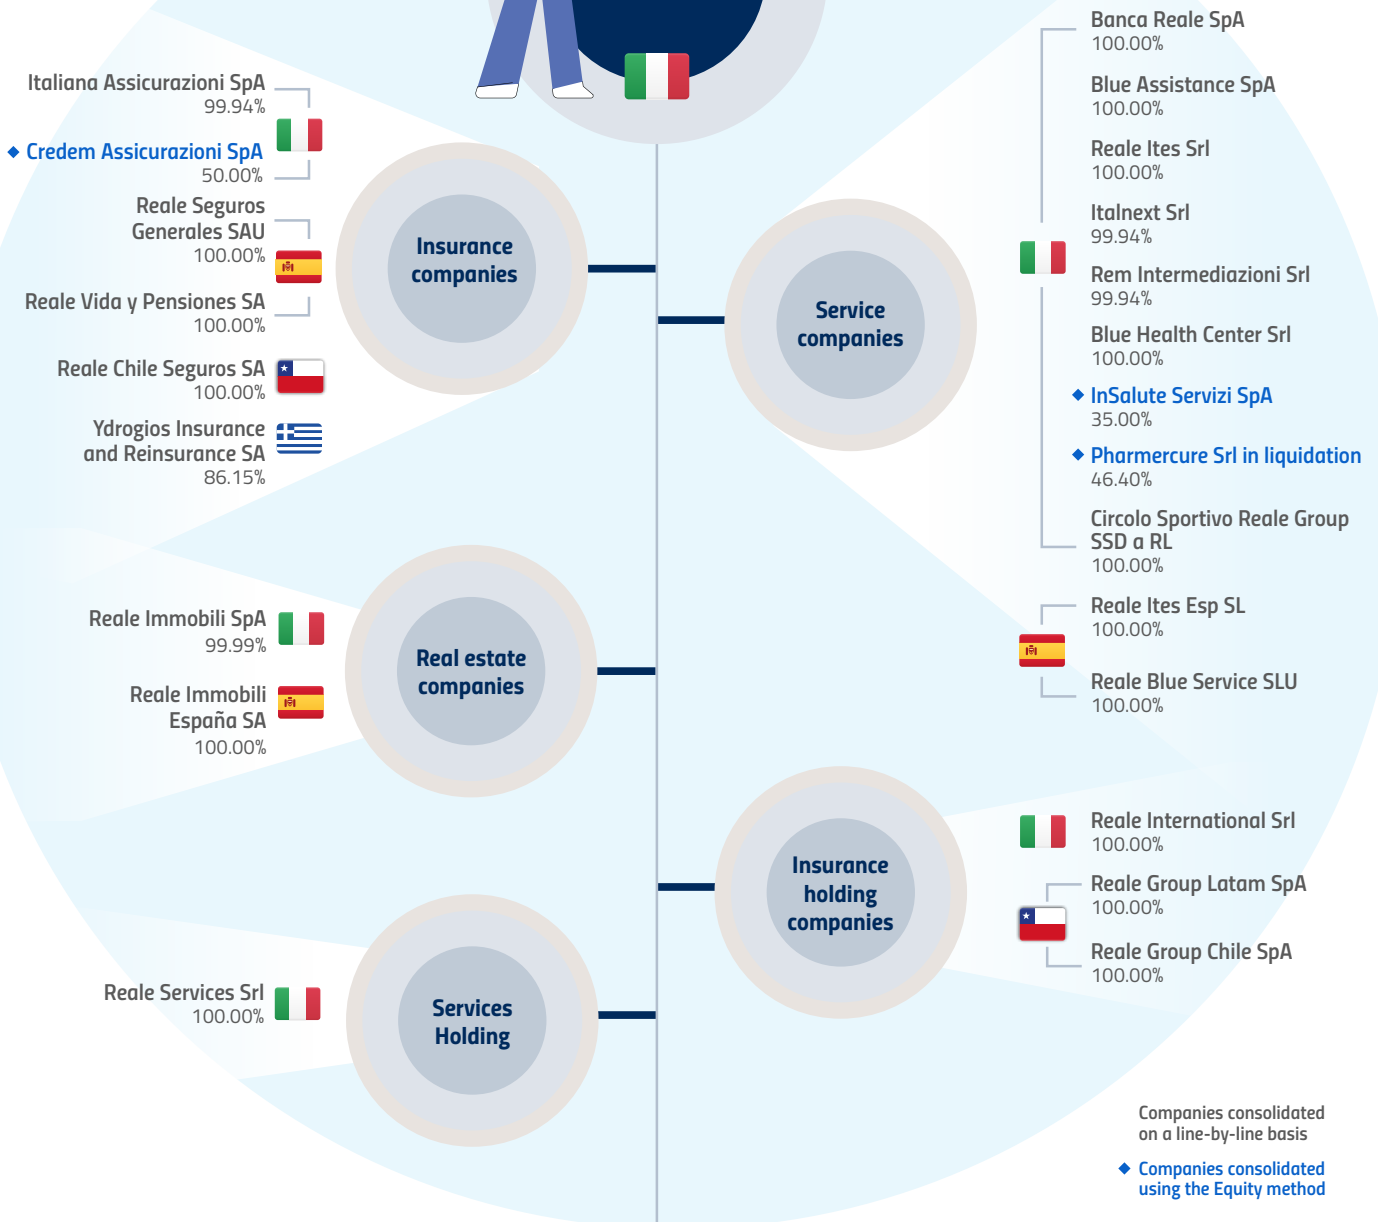 Italiana Assicurazioni SpA
99.94%
◆ Credem Assicurazioni SpA
50.00%
Reale Seguros
Generales SAU
100.00%
Reale Vida y Pensiones SA
100.00%
Reale Chile Seguros SA
100.00%
Ydrogios Insurance
and Reinsurance SA
86.15%
Insurance
companies
Service
companies
Banca Reale SpA
100.00%
Blue Assistance SpA
100.00%
Reale Ites Srl
100.00%
Italnext Srl
99.94%
Rem Intermediazioni Srl
99.94%
Blue Health Center Srl
100.00%
◆ InSalute Servizi SpA
35.00%
◆ Pharmercure Srl in liquidation
46.40%
Circolo Sportivo Reale Group
SSD a RL
100.00%
Reale Ites Esp SL
100.00%
Reale Blue Service SLU
100.00%
Reale Immobili SpA
99.99%
Reale Immobili
España SA
100.00%
Real estate
companies
Insurance
holding
companies
Reale International Srl
100.00%
Reale Group Latam SpA
100.00%
Reale Group Chile SpA
100.00%
Reale Services Srl
100.00%
Services
Holding
Companies consolidated
on a line-by-line basis
◆ Companies consolidated
using the Equity method